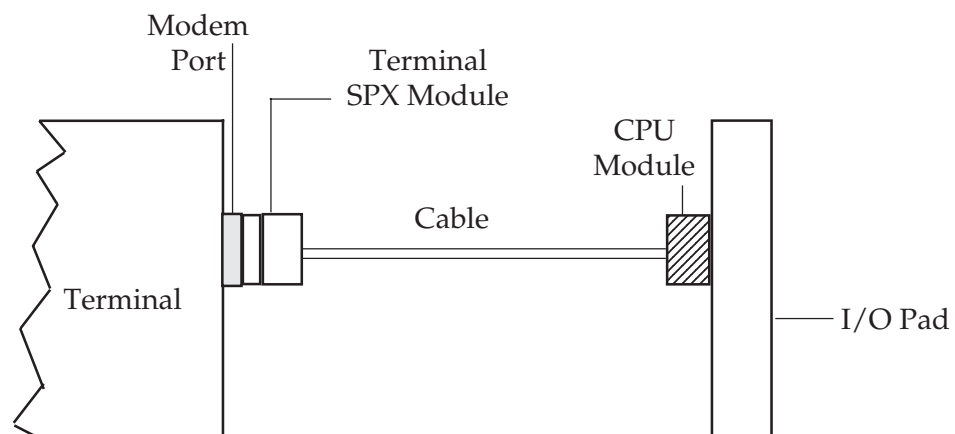 Modem
Port
Terminal
SPX Module
CPU
Module
Cable
Terminal
I/O Pad